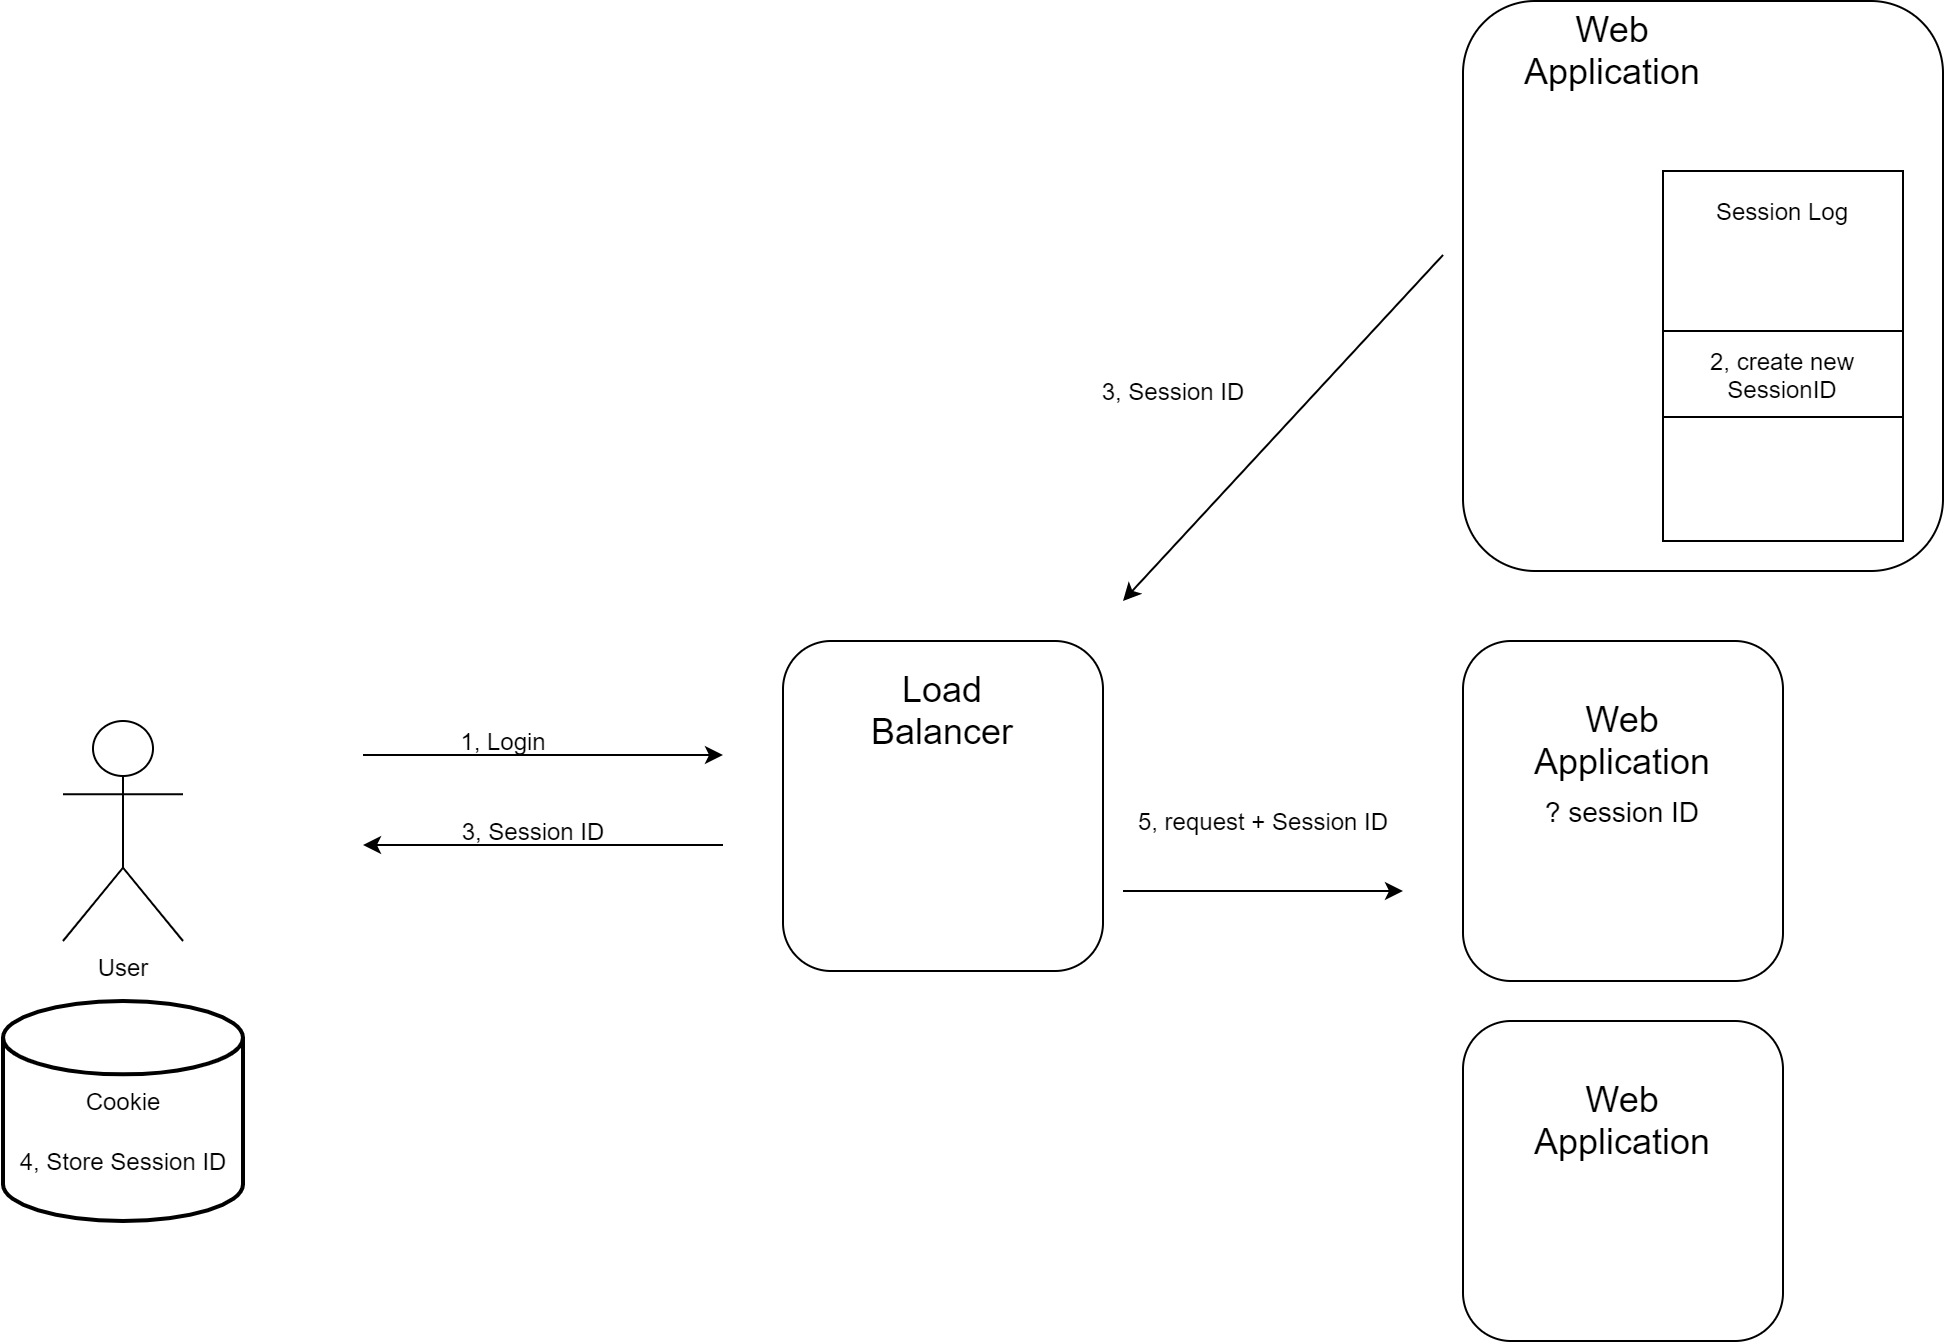 Web
Application
Session Log
2, create new
SessionID
3, Session ID
Load
Balancer
1, Login
3, Session ID
5, request + Session ID
Web
Application
? session ID
User
Cookie
4, Store Session ID
Web
Application